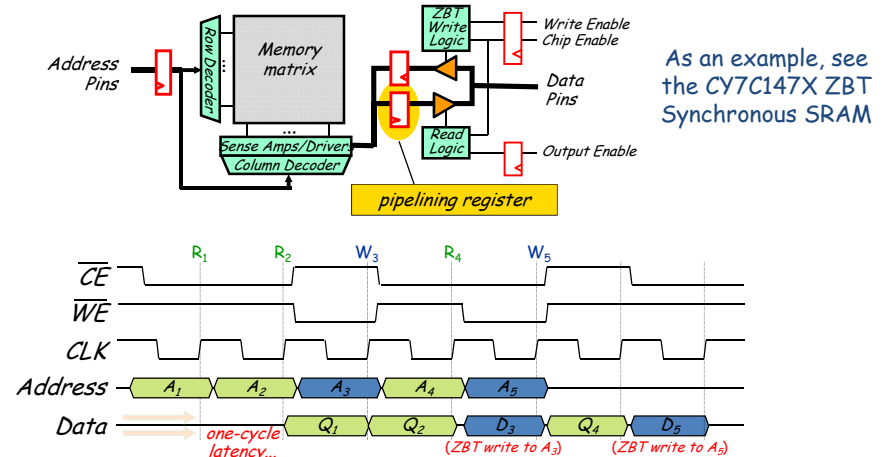 Address
Pins
Row Decoder
...
Memory
matrix
...
Sense Amps/Drivers
Column Decoder
ZBT
Write
Logic
Read
Logic
Write Enable
Chip Enable
Data
Pins
Output Enable
pipelining register
As an example, see
the CY7C147X ZBT
Synchronous SRAM
R1 R2 W3 R4 W5
CE
WE
CLK
Address A1 A2 A3 A4 A5
Data Q1 Q2 D3 Q4 D5
one-cycle
latency...
(ZBT write to A3) (ZBT write to A5)